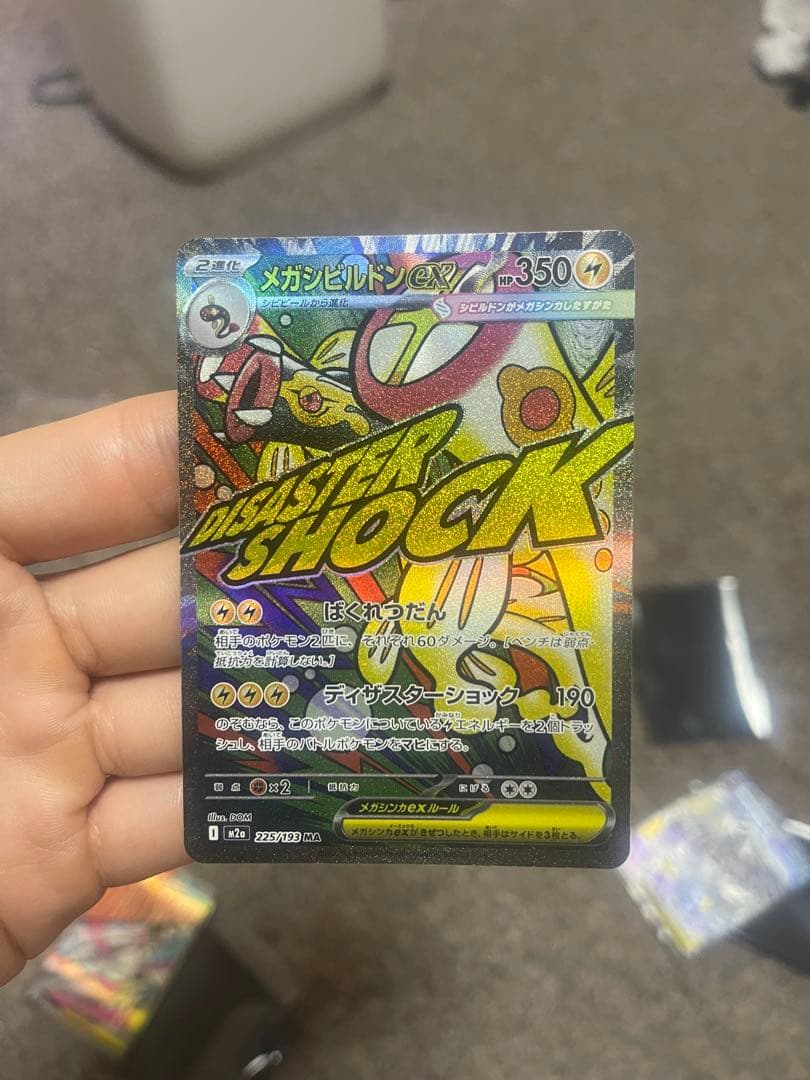 2進化
メガシビルドンex HP350
シビビールから進化
シビルドンがメガシンカしたすがた
DISASTER
SHOCK
ばくれつだん
相手のポケモン2匹に、それぞれ60ダメージ。[ベンチは弱点・
抵抗力を計算しない。]
ディザスターショック 190
のぞむなら、このポケモンについているエネルギーを2個トラッ
シュし、相手のバトルポケモンをマヒにする。
弱点 ×2 抵抗力 にげる
メガシンカexルール
メガシンカexがきぜつしたとき、相手はサイドを3枚とる。
Illus. DOM
I M2a 225/193 MA